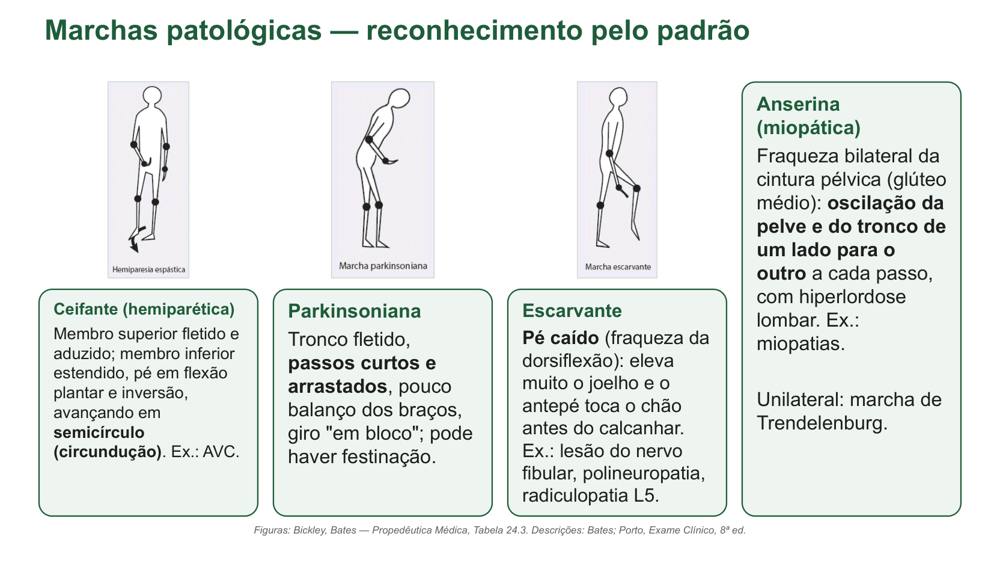 Marchas patológicas — reconhecimento pelo padrão
Hemiparesia espástica
Marcha parkinsoniana
Marcha escarvante
Ceifante (hemiparética)
Membro superior fletido e
aduzido; membro inferior
estendido, pé em flexão
plantar e inversão,
avançando em
semicírculo
(circundução). Ex.: AVC.
Parkinsoniana
Tronco fletido,
passos curtos e
arrastados, pouco
balanço dos braços,
giro "em bloco"; pode
haver festinação.
Escarvante
Pé caído (fraqueza da
dorsiflexão): eleva
muito o joelho e o
antepé toca o chão
antes do calcanhar.
Ex.: lesão do nervo
fibular, polineuropatia,
radiculopatia L5.
Anserina
(miopática)
Fraqueza bilateral da
cintura pélvica (glúteo
médio): oscilação da
pelve e do tronco de
um lado para o
outro a cada passo,
com hiperlordose
lombar. Ex.:
miopatias.
Unilateral: marcha de
Trendelenburg.
Figuras: Bickley, Bates — Propedêutica Médica, Tabela 24.3. Descrições: Bates; Porto, Exame Clínico, 8ª ed.